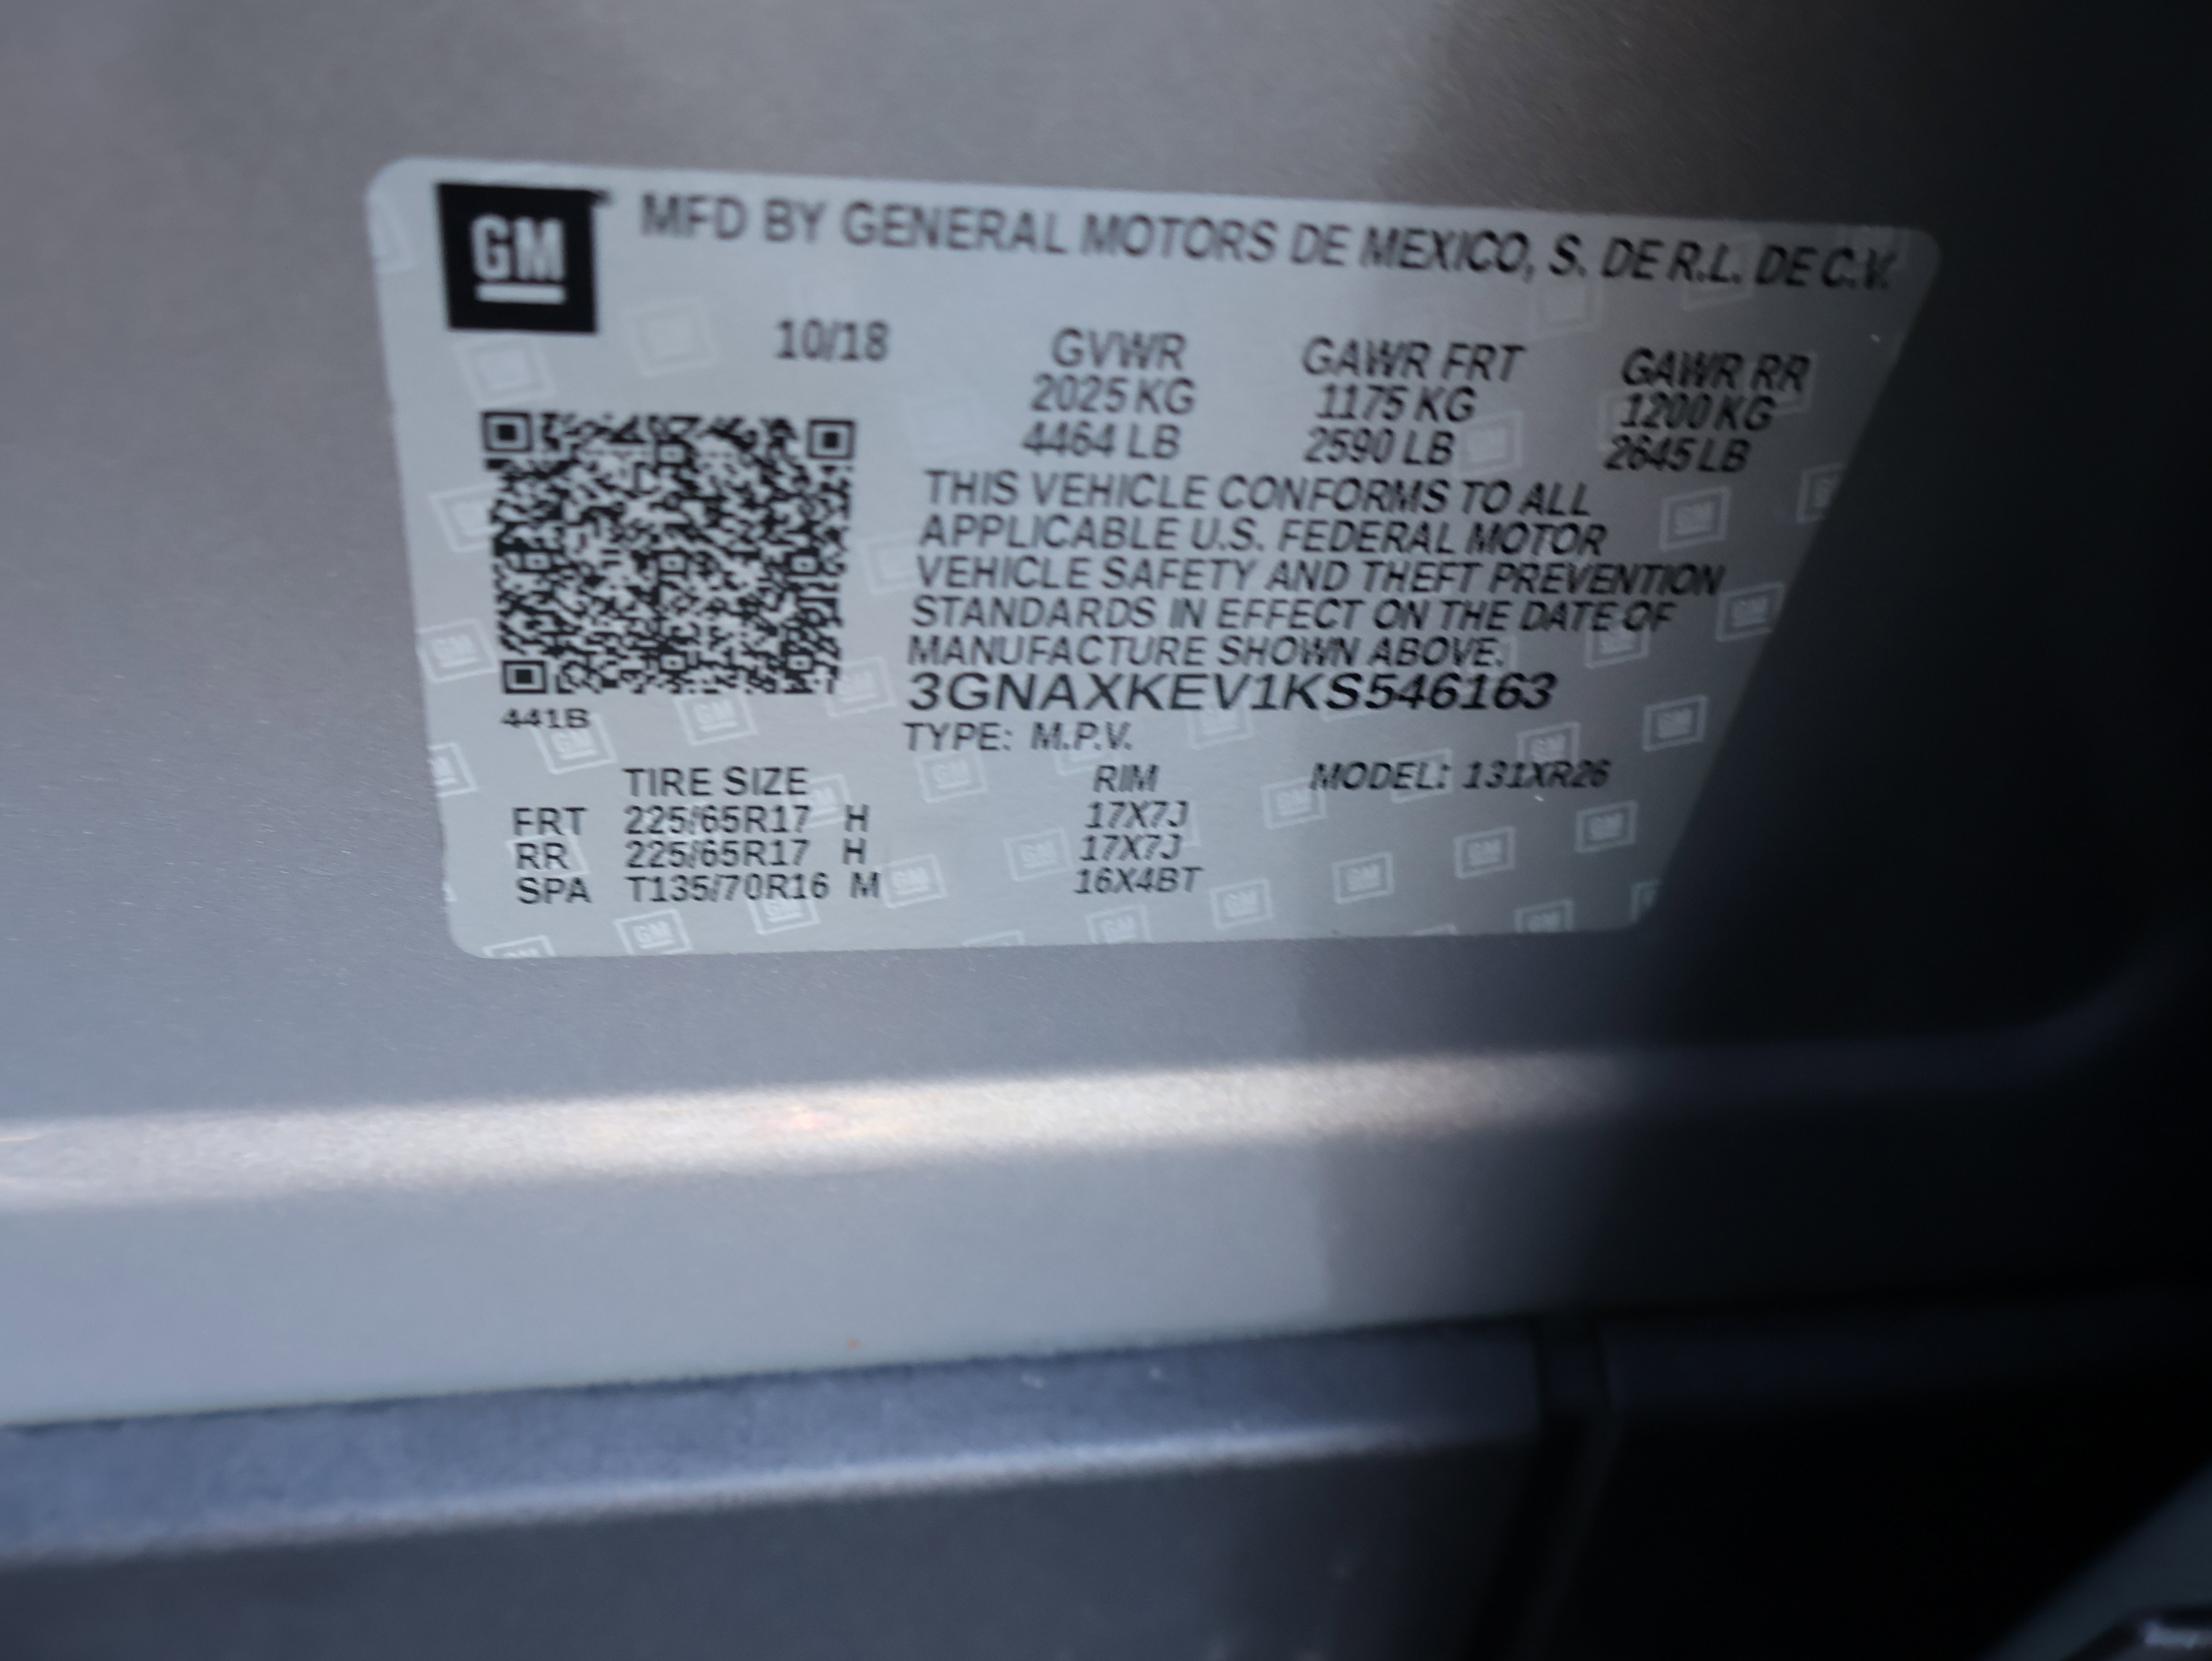 GM MFD BY GENERAL MOTORS DE MEXICO, S. DE R.L. DE C.V.
10/18 GVWR GAWR FRT GAWR RR
2025 KG 1175 KG 1200 KG
4464 LB 2590 LB 2645 LB
THIS VEHICLE CONFORMS TO ALL
APPLICABLE U.S. FEDERAL MOTOR
VEHICLE SAFETY AND THEFT PREVENTION
STANDARDS IN EFFECT ON THE DATE OF
MANUFACTURE SHOWN ABOVE.
3GNAXKEV1KS546163
441B
TYPE: M.P.V.
TIRE SIZE RIM MODEL: 131XR26
FRT 225/65R17 H 17X7J
RR 225/65R17 H 17X7J
SPA T135/70R16 M 16X4BT